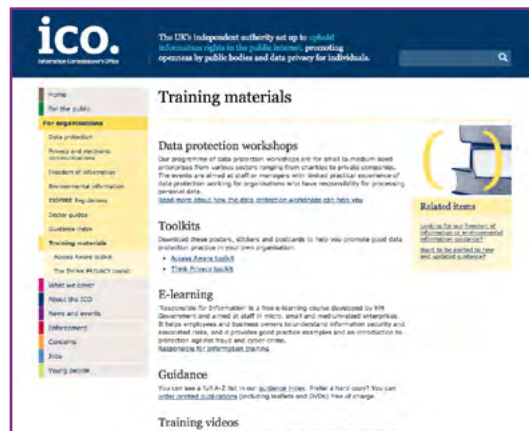 ico.
Information Commissioner's Office
The UK's independent authority set up to uphold
information rights in the public interest, promoting
openness by public bodies and data privacy for individuals.
Home
For the public
For organisations
Data protection
Privacy and electronic
communications
Freedom of information
Environmental information
INSPIRE Regulations
Sector guides
Guidance index
Training materials
Access Aware toolkit
The THINK PRIVACY toolkit
What we cover
About the ICO
News and events
Enforcement
Concerns
Jobs
Young people
Training materials
Data protection workshops
Our programme of data protection workshops are for small to medium sized
enterprises from various sectors ranging from charities to private companies.
The events are aimed at staff or managers with limited practical experience of
data protection working for organisations who have responsibility for processing
personal data.
Read more about how the data protection workshops can help you
Toolkits
Download these posters, stickers and postcards to help you promote good data
protection practice in your own organisation:
• Access Aware toolkit
• Think Privacy toolkit
E-learning
'Responsible for Information' is a free e-learning course developed by HM
Government and aimed at staff in micro, small and medium-sized enterprises.
It helps employees and business owners to understand information security and
associated risks, and it provides good practice examples and an introduction to
protection against fraud and cyber-crime.
Responsible for Information training
Guidance
You can see a full A-Z list in our guidance index. Prefer a hard copy? You can
order printed publications (including leaflets and DVDs) free of charge.
Training videos
Related items
Looking for our freedom of
information or environmental
information guidance?
Want to be alerted to new
and updated guidance?